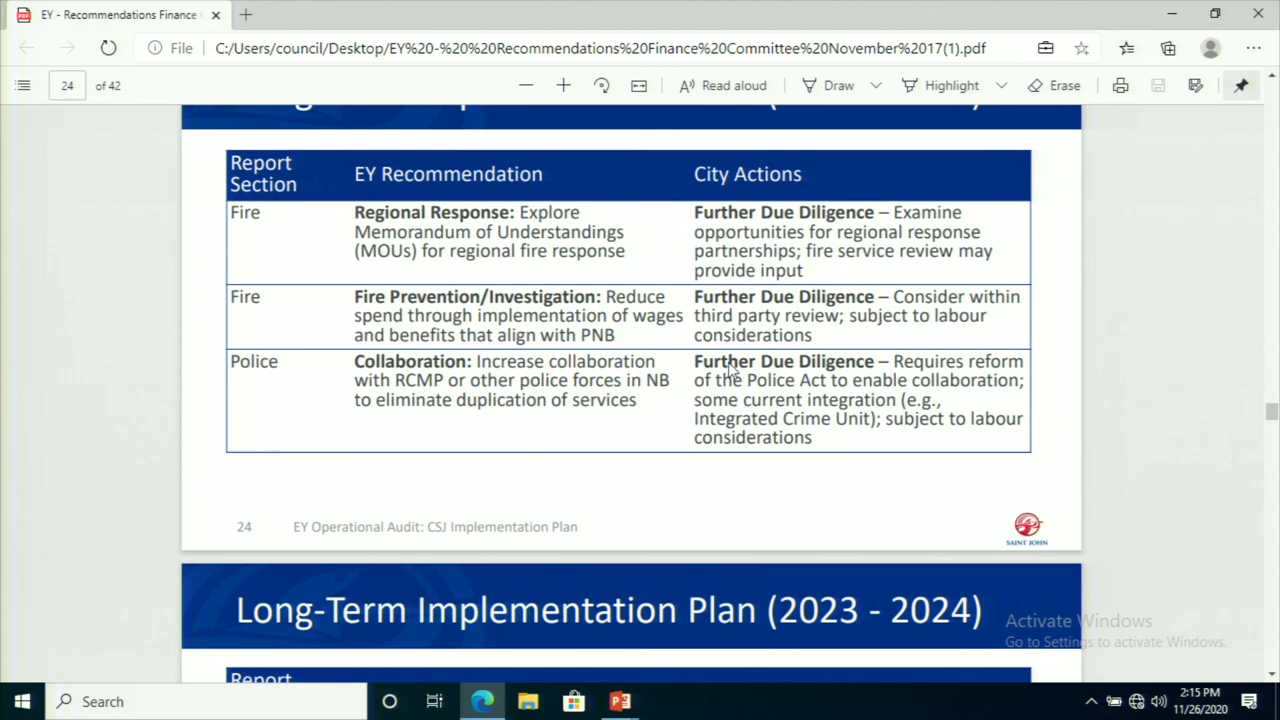 EY - Recommendations Finance
File
C:/Users/council/Desktop/EY%20-%20%20Recommendations%20Finance%20Committee%20November%202017(1).pdf
24
of 42
Read aloud
Draw
Highlight
Erase
Report
Section
EY Recommendation
City Actions
Fire
Regional Response: Explore
Memorandum of Understandings
(MOUs) for regional fire response
Further Due Diligence – Examine
opportunities for regional response
partnerships; fire service review may
provide input
Fire
Fire Prevention/Investigation: Reduce
spend through implementation of wages
and benefits that align with PNB
Further Due Diligence – Consider within
third party review; subject to labour
considerations
Police
Collaboration: Increase collaboration
with RCMP or other police forces in NB
to eliminate duplication of services
Further Due Diligence – Requires reform
of the Police Act to enable collaboration;
some current integration (e.g.,
Integrated Crime Unit); subject to labour
considerations
24
EY Operational Audit: CSJ Implementation Plan
SAINT JOHN
Long-Term Implementation Plan (2023 - 2024)
Activate Windows
Go to Settings to activate Windows.
Report
Search
2:15 PM
11/26/2020